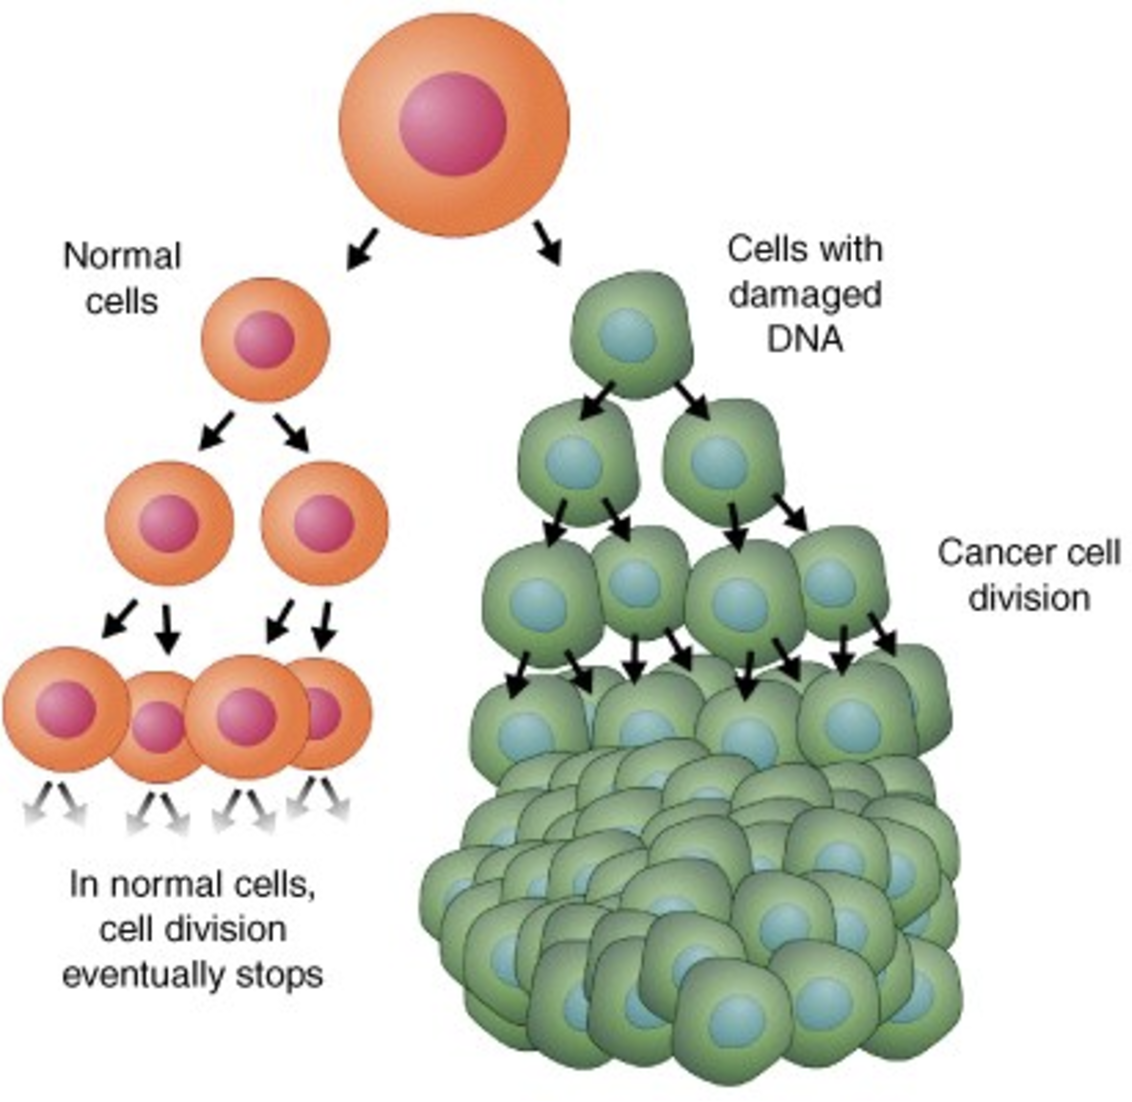 Normal
cells
Cells with
damaged
DNA
Cancer cell
division
In normal cells,
cell division
eventually stops